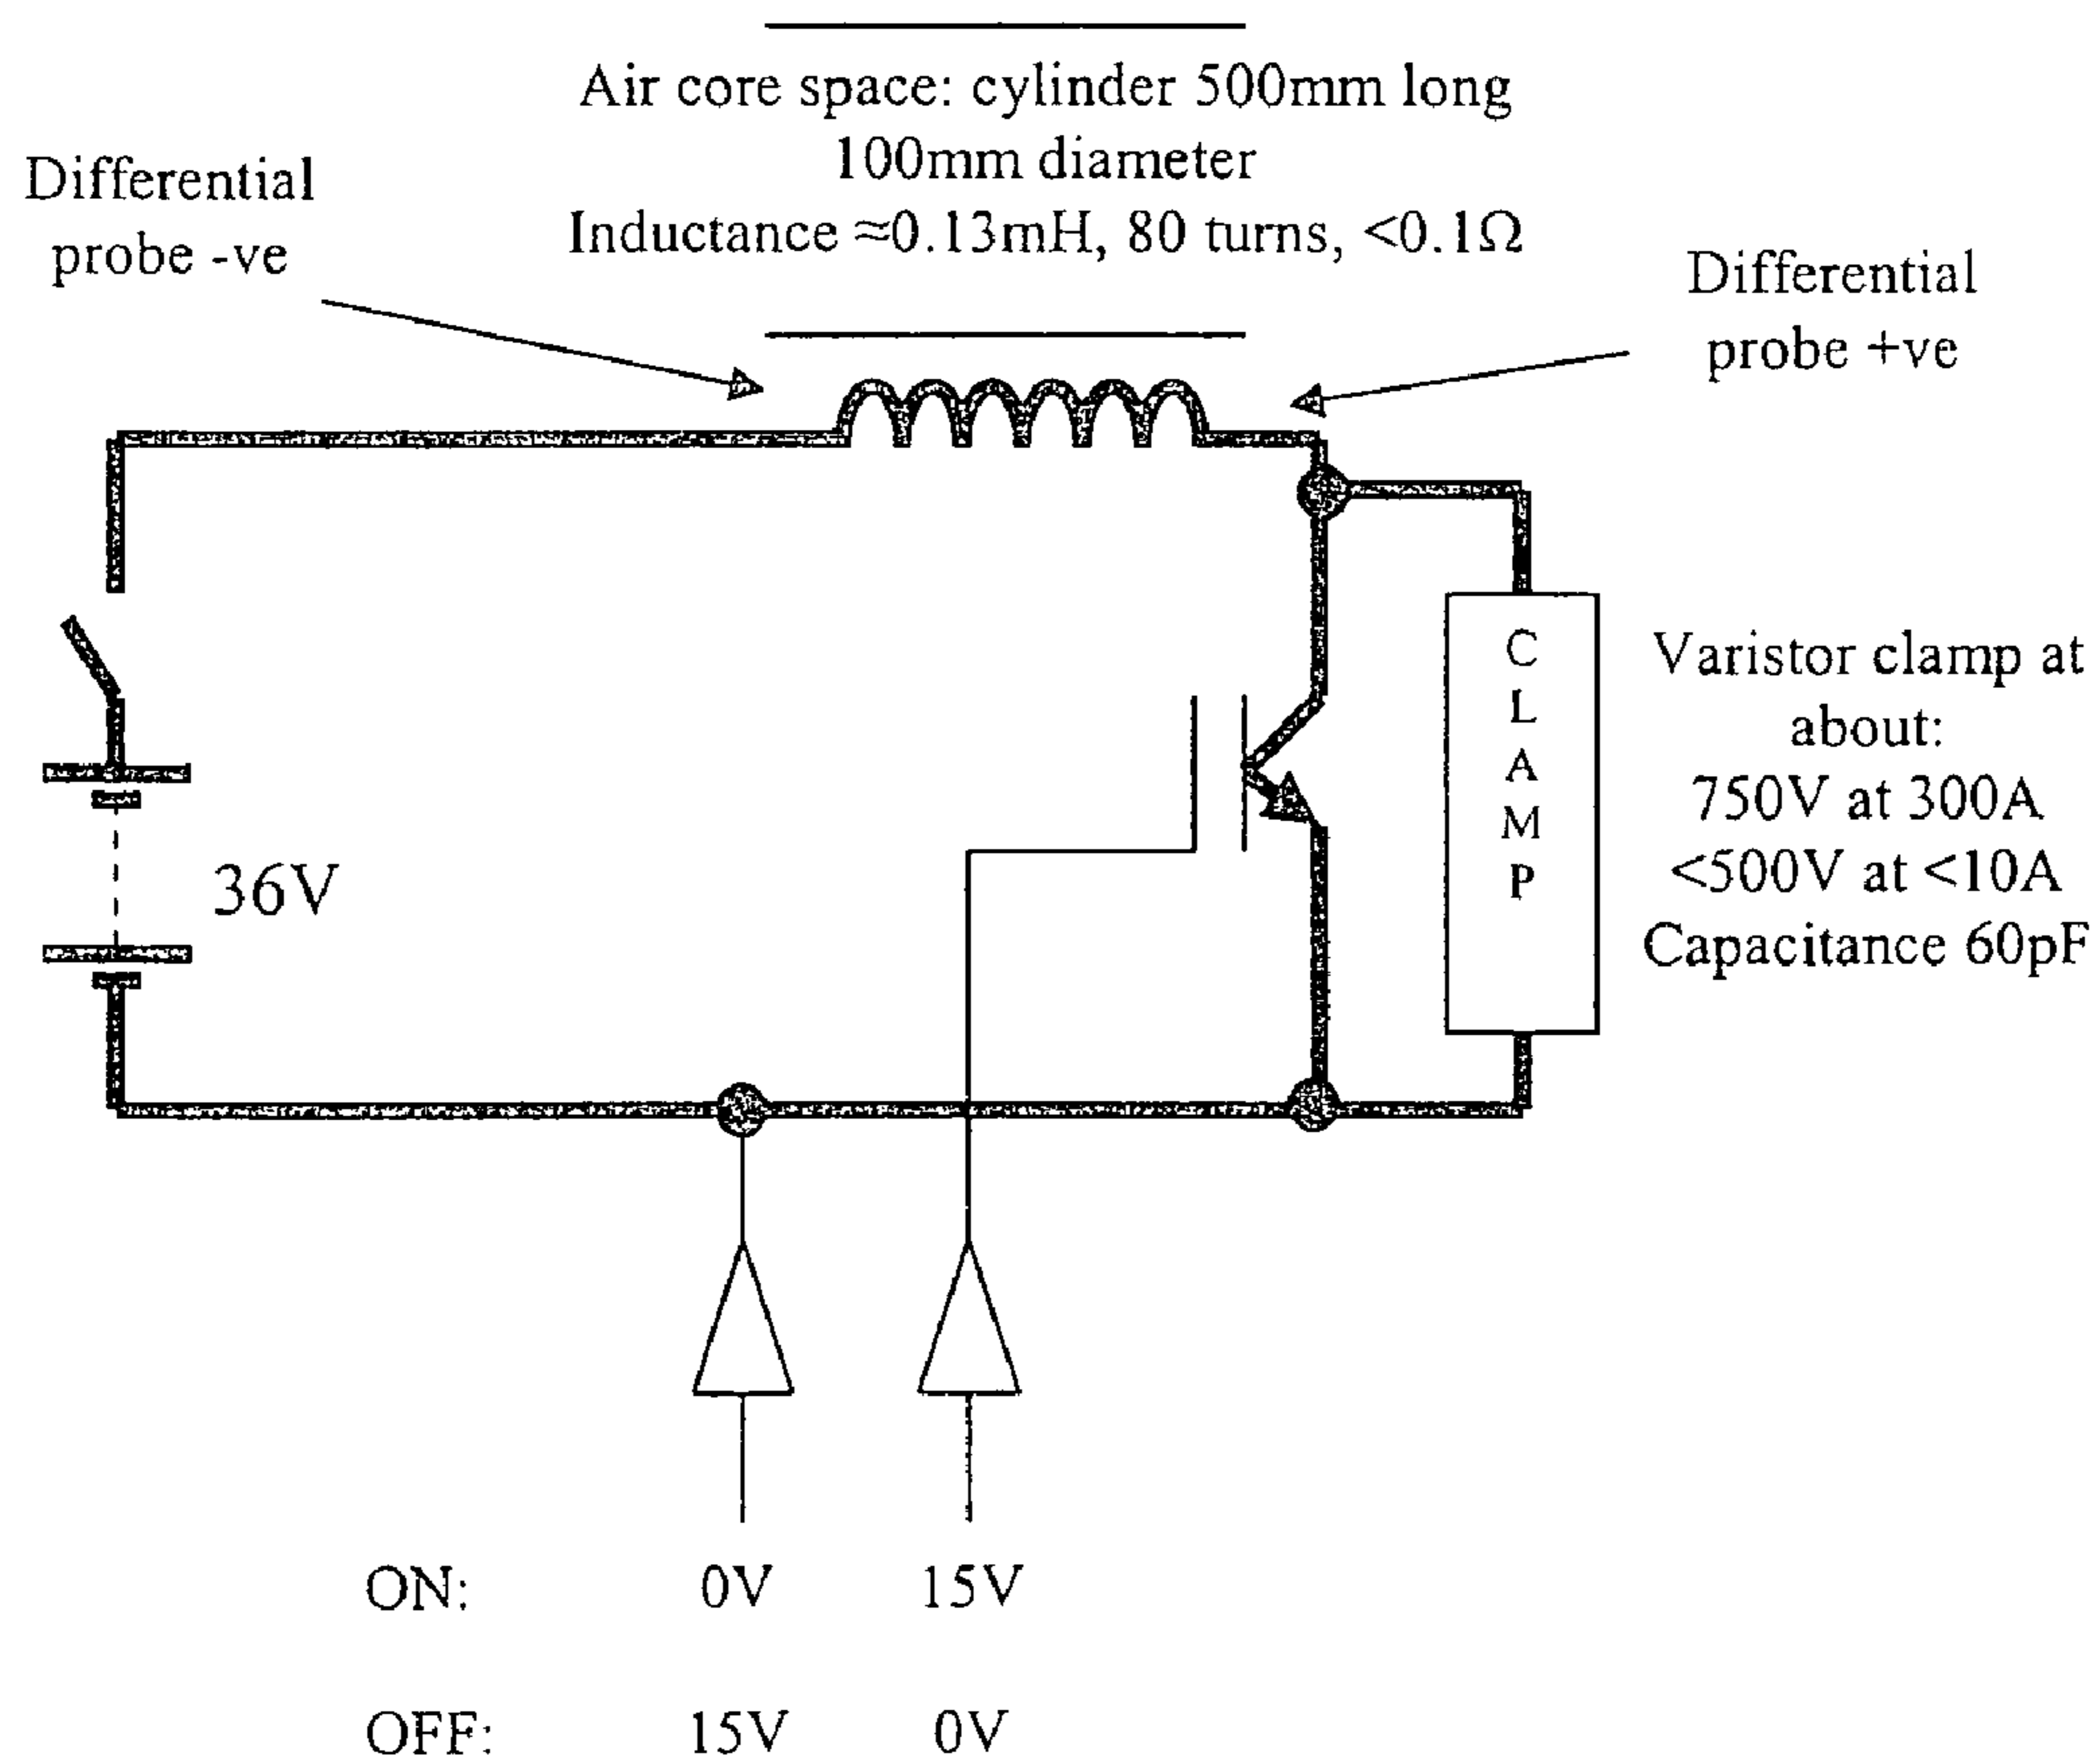 Air core space: cylinder 500mm long
100mm diameter
Inductance ≈0.13mH, 80 turns, <0.1Ω
Differential
probe -ve
Differential
probe +ve
C
L
A
M
P
Varistor clamp at
about:
750V at 300A
<500V at <10A
Capacitance 60pF
36V
ON: 0V 15V
OFF: 15V 0V